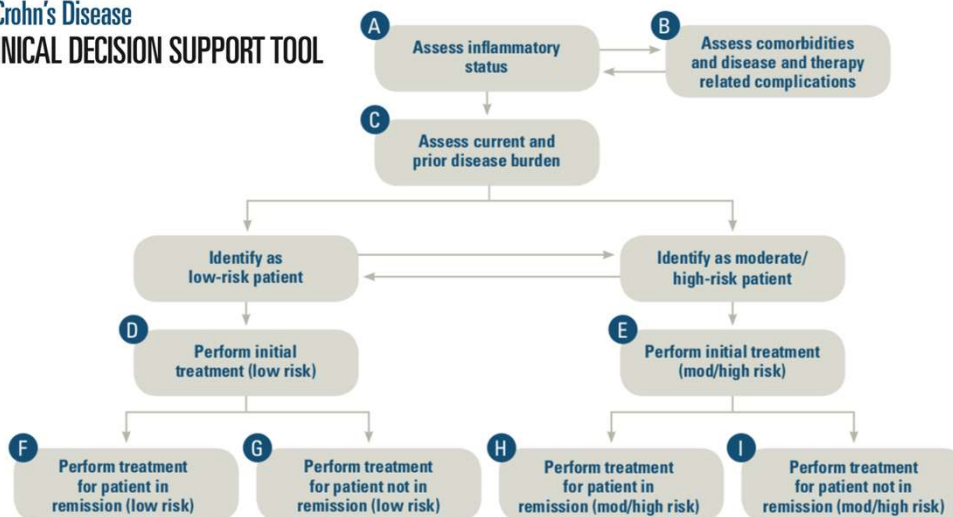 Crohn's Disease
NICAL DECISION SUPPORT TOOL
A
Assess inflammatory
status
B
Assess comorbidities
and disease and therapy
related complications
C
Assess current and
prior disease burden
Identify as
low-risk patient
Identify as moderate/
high-risk patient
D
Perform initial
treatment (low risk)
E
Perform initial treatment
(mod/high risk)
F
Perform treatment
for patient in
remission (low risk)
G
Perform treatment
for patient not in
remission (low risk)
H
Perform treatment
for patient in
remission (mod/high risk)
I
Perform treatment
for patient not in
remission (mod/high risk)